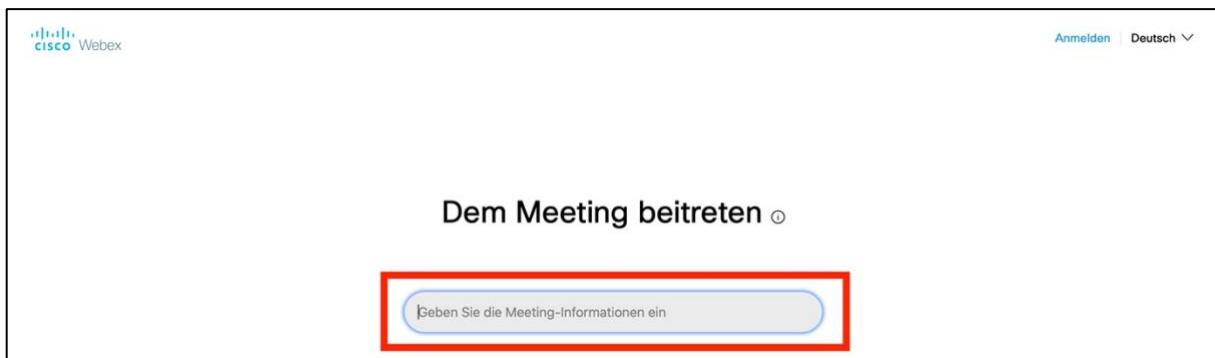 cisco Webex
Anmelden
Deutsch
Dem Meeting beitreten
Geben Sie die Meeting-Informationen ein